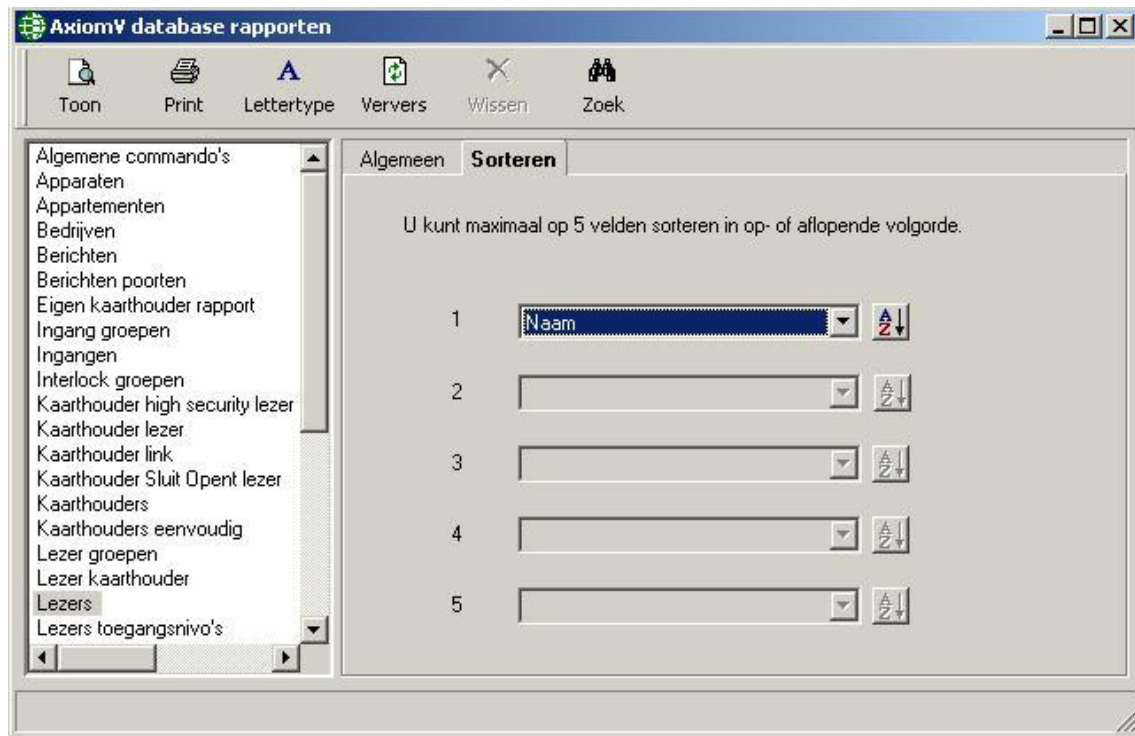 AxiomV database rapporten
Toon Print Lettertype Ververs Wissen Zoek
Algemene commando's
Apparaten
Appartementen
Bedrijven
Berichten
Berichten poorten
Eigen kaarthouder rapport
Ingang groepen
Ingangen
Interlock groepen
Kaarthouder high security lezer
Kaarthouder lezer
Kaarthouder link
Kaarthouder Sluit Opent lezer
Kaarthouders
Kaarthouders eenvoudig
Lezer groepen
Lezer kaarthouder
Lezers
Lezers toegangsnivo's
Algemeen Sorteren
U kunt maximaal op 5 velden sorteren in op- of aflopende volgorde.
1 Naam
2
3
4
5